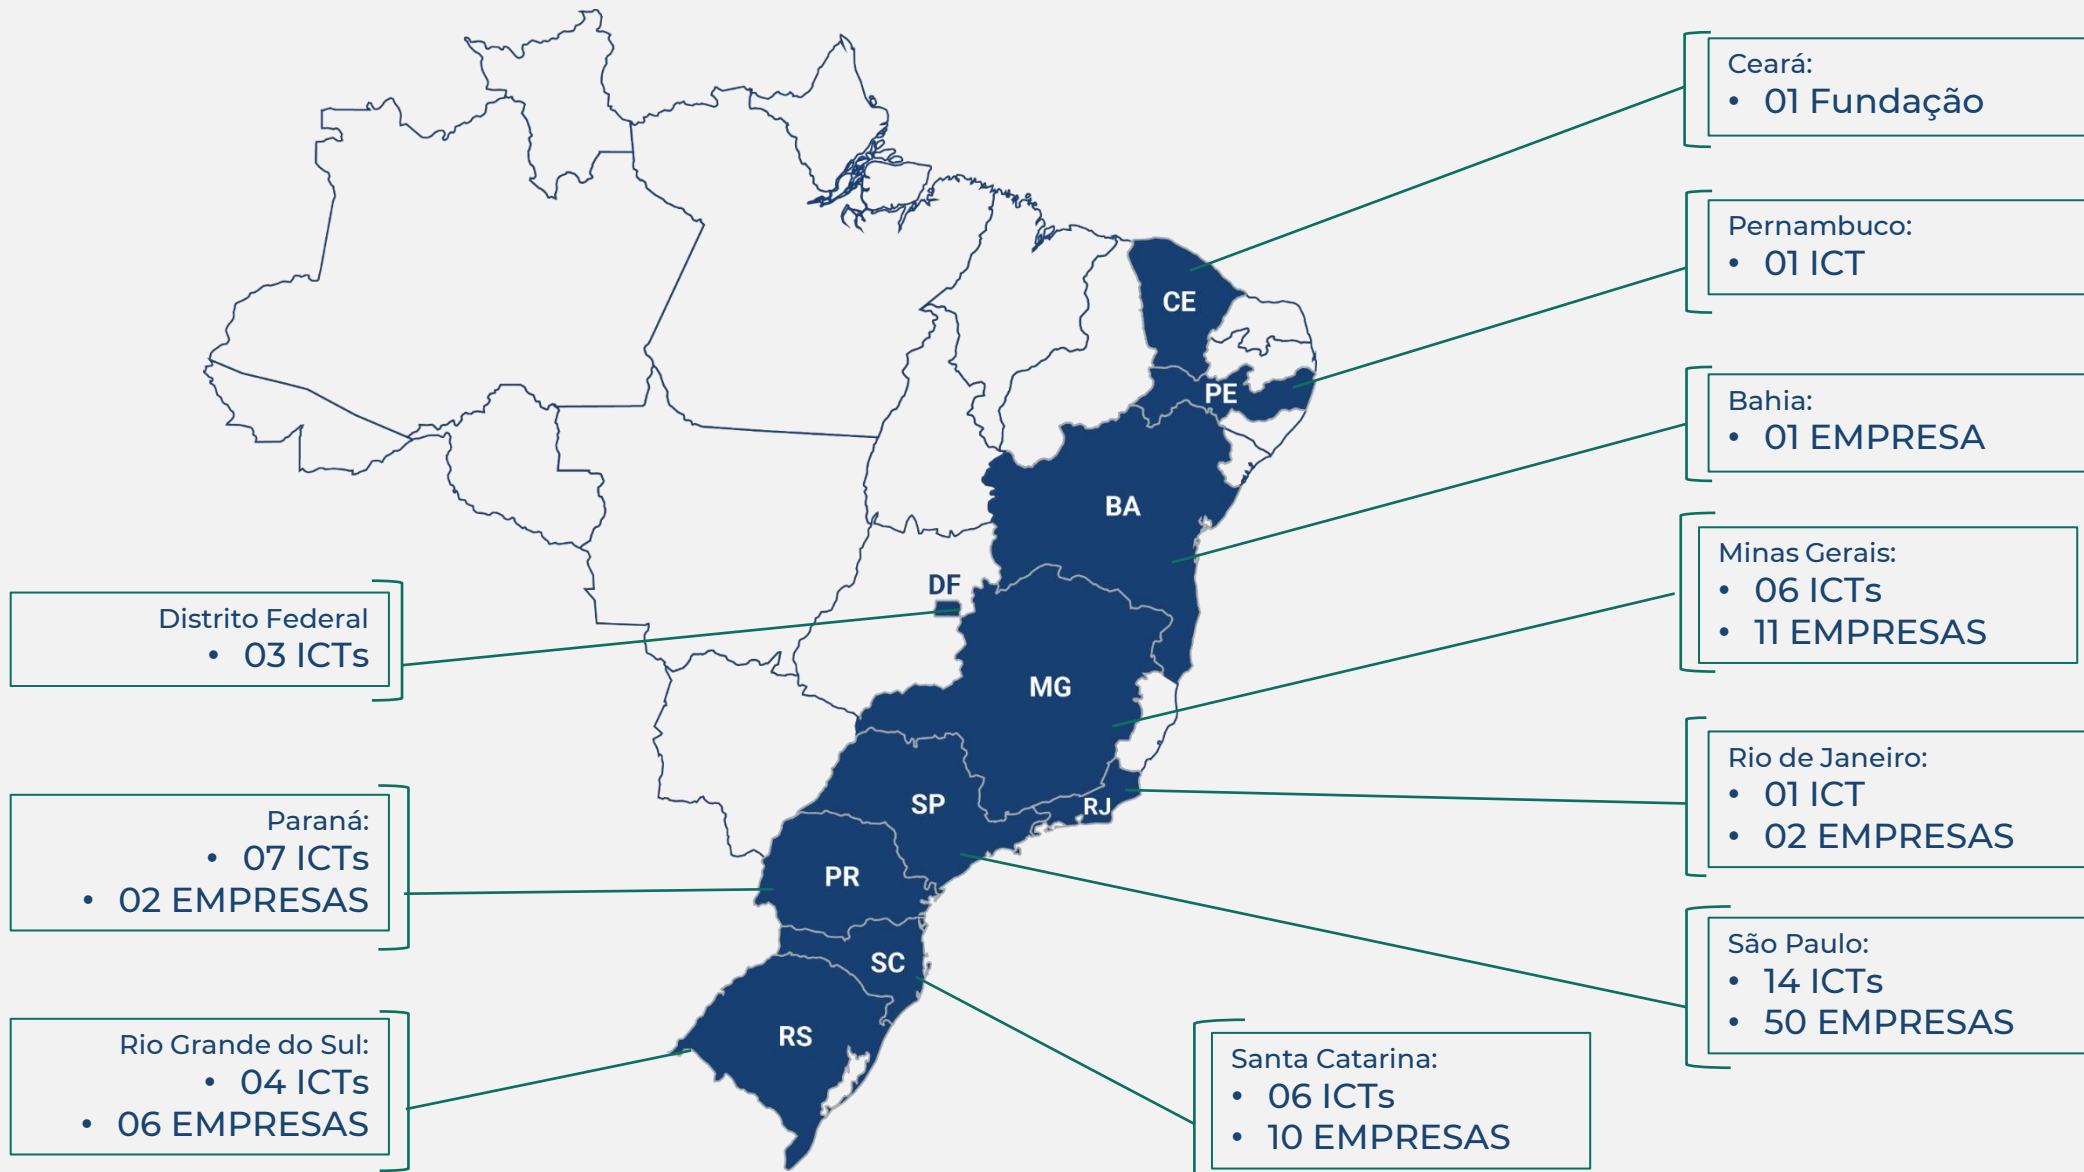 Ceará:
• 01 Fundação
Pernambuco:
• 01 ICT
Bahia:
• 01 EMPRESA
Minas Gerais:
• 06 ICTs
• 11 EMPRESAS
Rio de Janeiro:
• 01 ICT
• 02 EMPRESAS
São Paulo:
• 14 ICTs
• 50 EMPRESAS
Santa Catarina:
• 06 ICTs
• 10 EMPRESAS
Distrito Federal
• 03 ICTs
Paraná:
• 07 ICTs
• 02 EMPRESAS
Rio Grande do Sul:
• 04 ICTs
• 06 EMPRESAS
CE
PE
BA
DF
MG
SP
RJ
PR
SC
RS